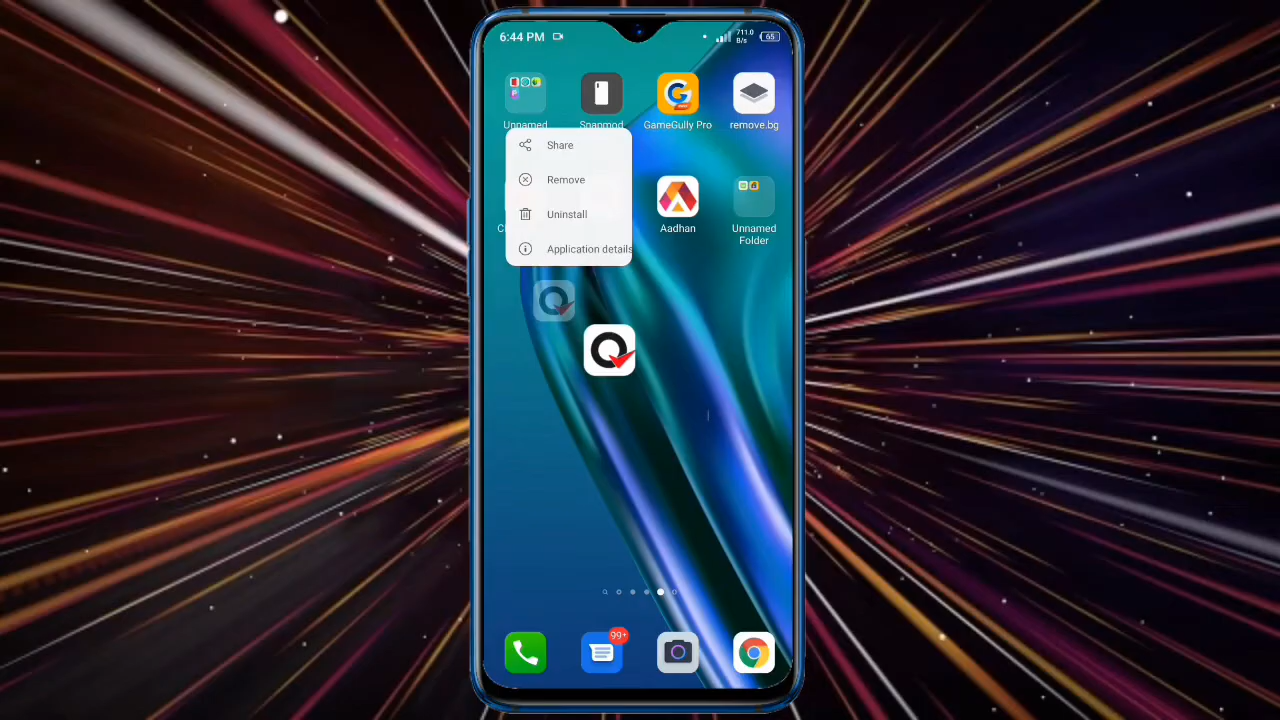 6:44 PM
711.0
B/s
65
Unnamed
GameGully Pro
remove.bg
Share
Remove
Uninstall
Application details
Aadhan
Unnamed
Folder
99+